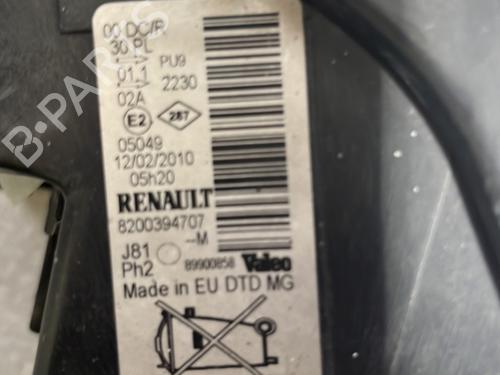 00 DC/R
30 PL
PU9
01.1
2230
02A
E2
287
05049
12/02/2010
05h20
RENAULT
8200394707
--M
J81
Ph2
89900858
Valeo
Made in EU DTD MG